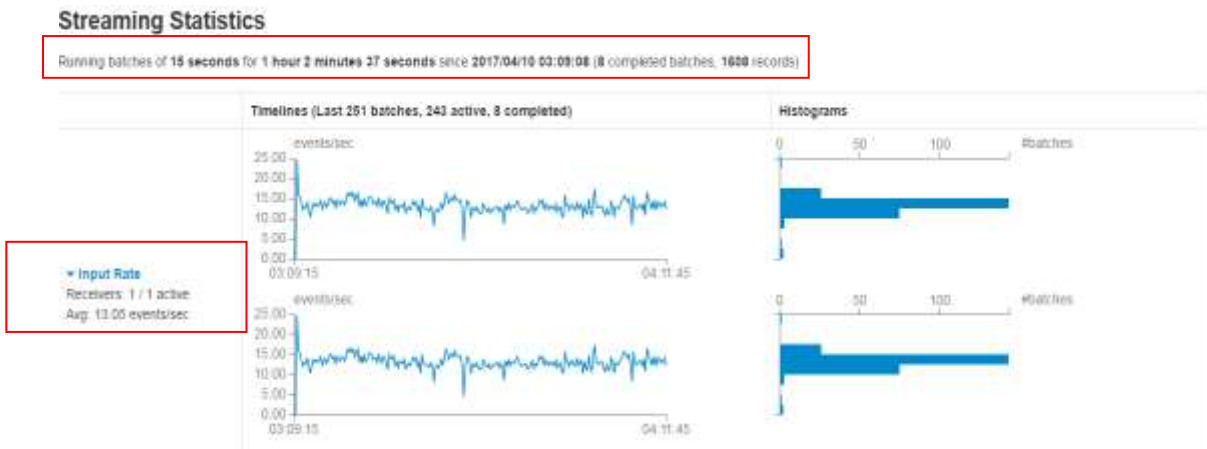 Streaming Statistics
Running batches of 15 seconds for 1 hour 2 minutes 37 seconds since 2017/04/10 03:09:08 (8 completed batches, 1608 records)
Timelines (Last 251 batches, 243 active, 8 completed)
Histograms
events/sec
25.00
20.00
15.00
10.00
5.00
0.00
03:09:15
04:11:45
0
50
100
#batches
Input Rate
Receivers: 1 / 1 active
Avg: 13.05 events/sec
events/sec
25.00
20.00
15.00
10.00
5.00
0.00
03:09:15
04:11:45
0
50
100
#batches